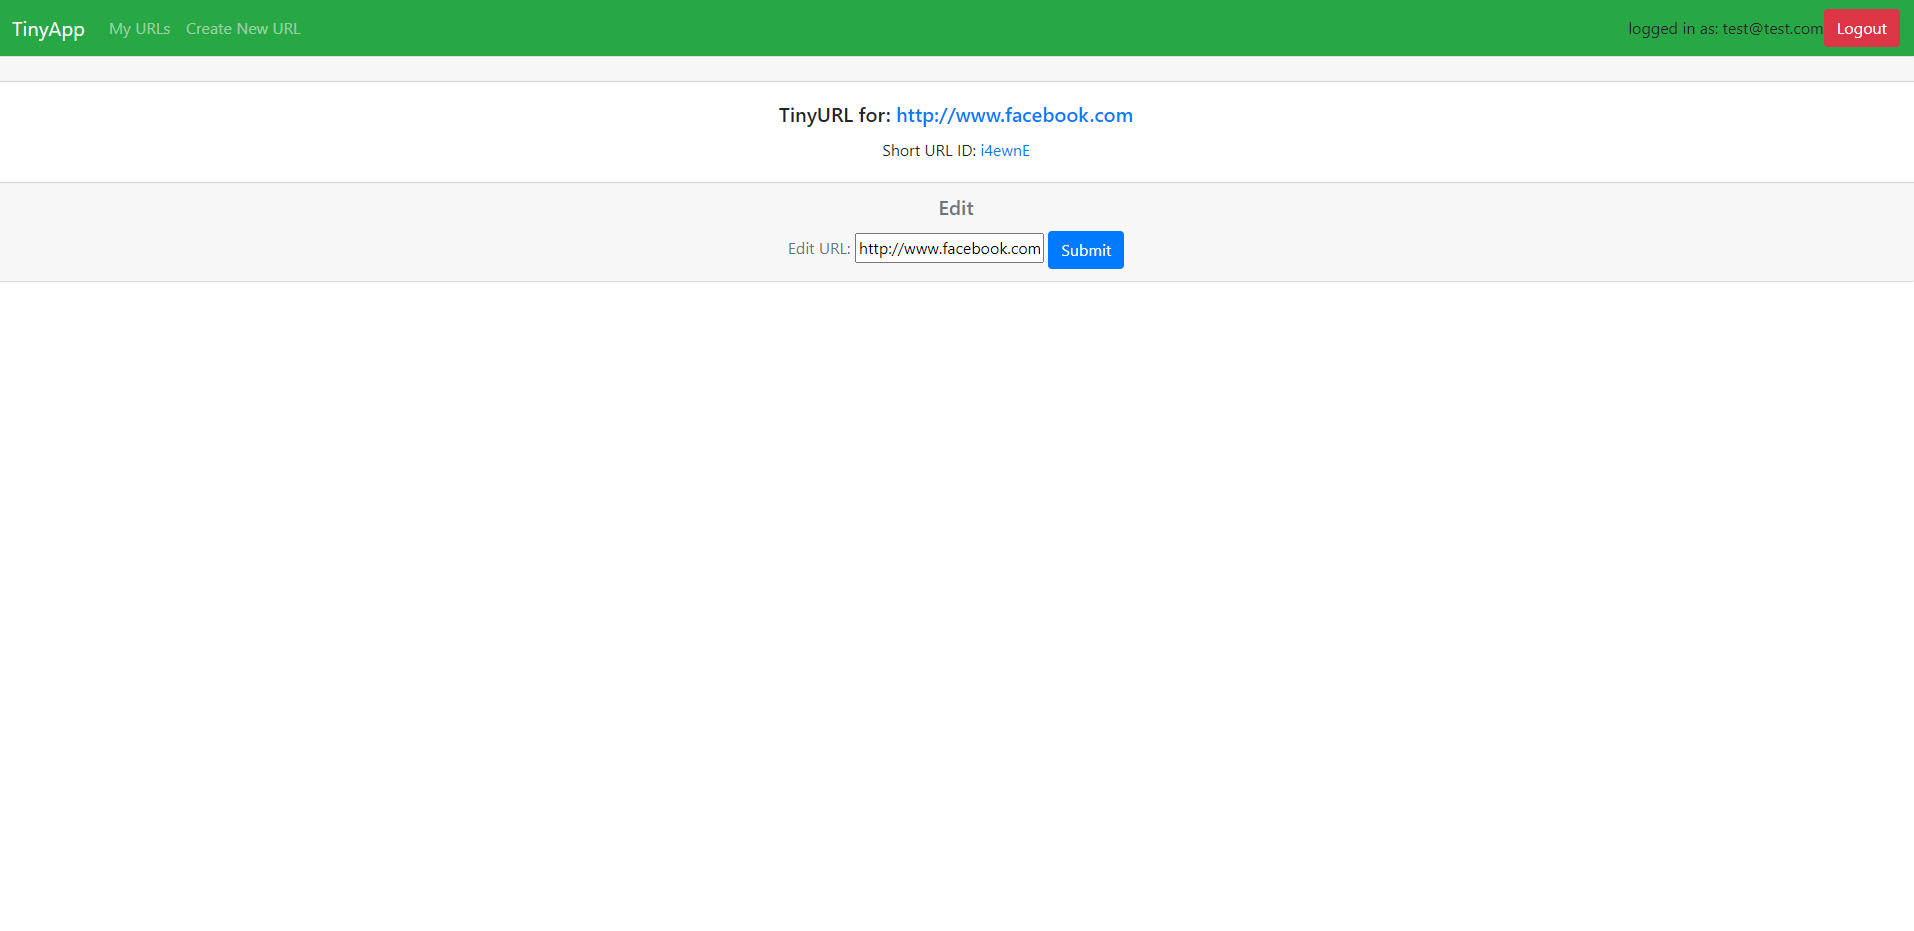 TinyApp My URLs Create New URL logged in as: test@test.com Logout
TinyURL for: http://www.facebook.com
Short URL ID: i4ewnE
Edit
Edit URL: http://www.facebook.com Submit